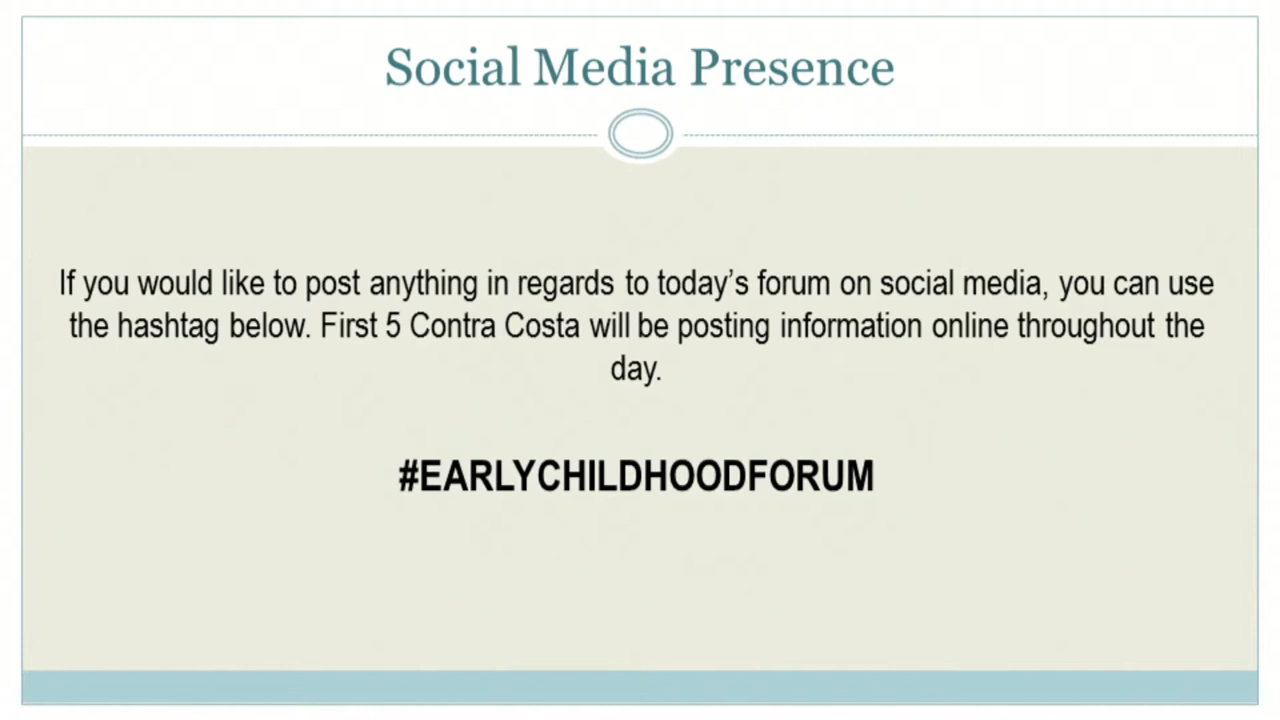 Social Media Presence
If you would like to post anything in regards to today’s forum on social media, you can use
the hashtag below. First 5 Contra Costa will be posting information online throughout the
day.
#EARLYCHILDHOODFORUM